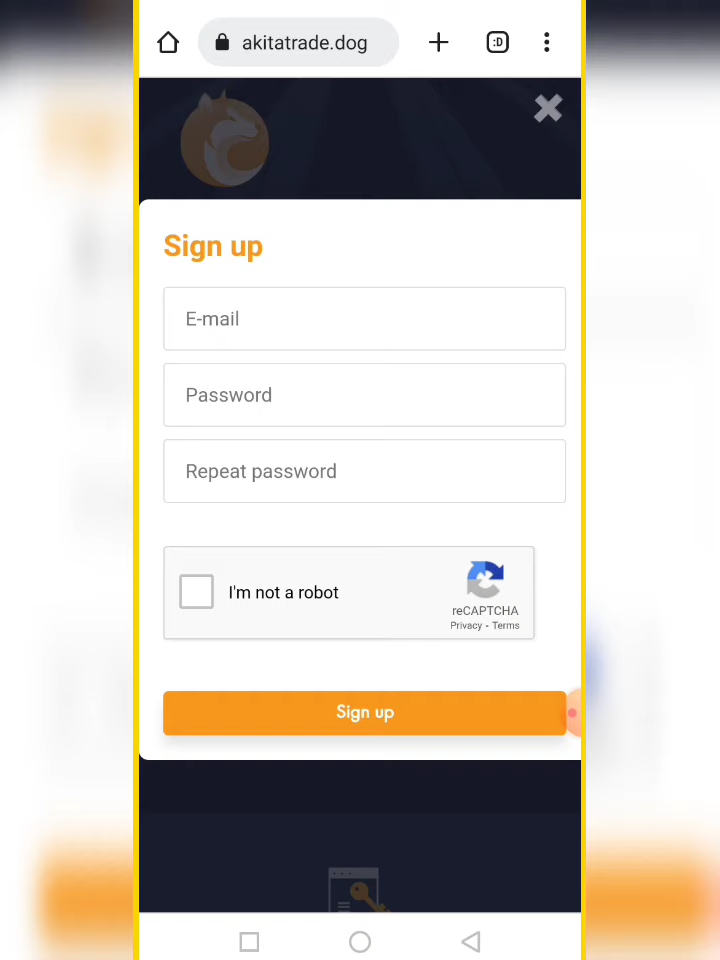 akitatrade.dog
:D
Sign up
E-mail
Password
Repeat password
I'm not a robot
reCAPTCHA
Privacy - Terms
Sign up